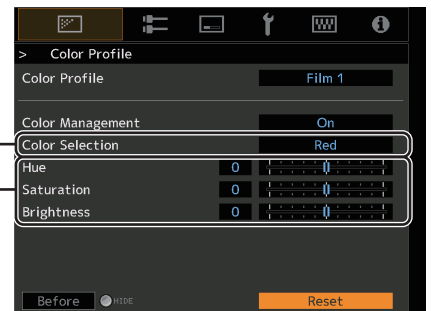 > Color Profile
Color Profile Film 1
Color Management On
Color Selection Red
Hue 0
Saturation 0
Brightness 0
Before HIDE Reset